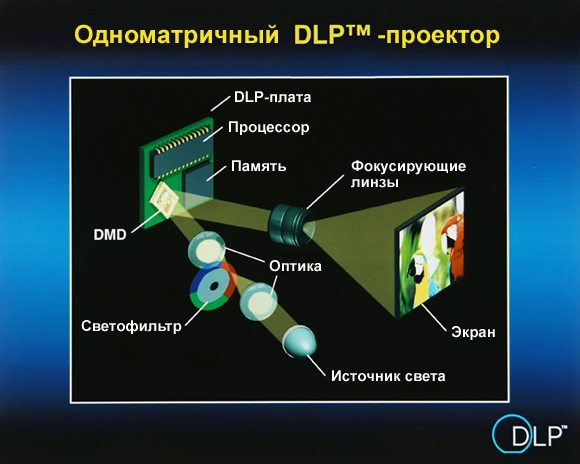 Одноматричный DLP™ -проектор
DLP-плата
Процессор
Память
Фокусирующие
линзы
DMD
Оптика
Светофильтр
Экран
Источник света
DLP™